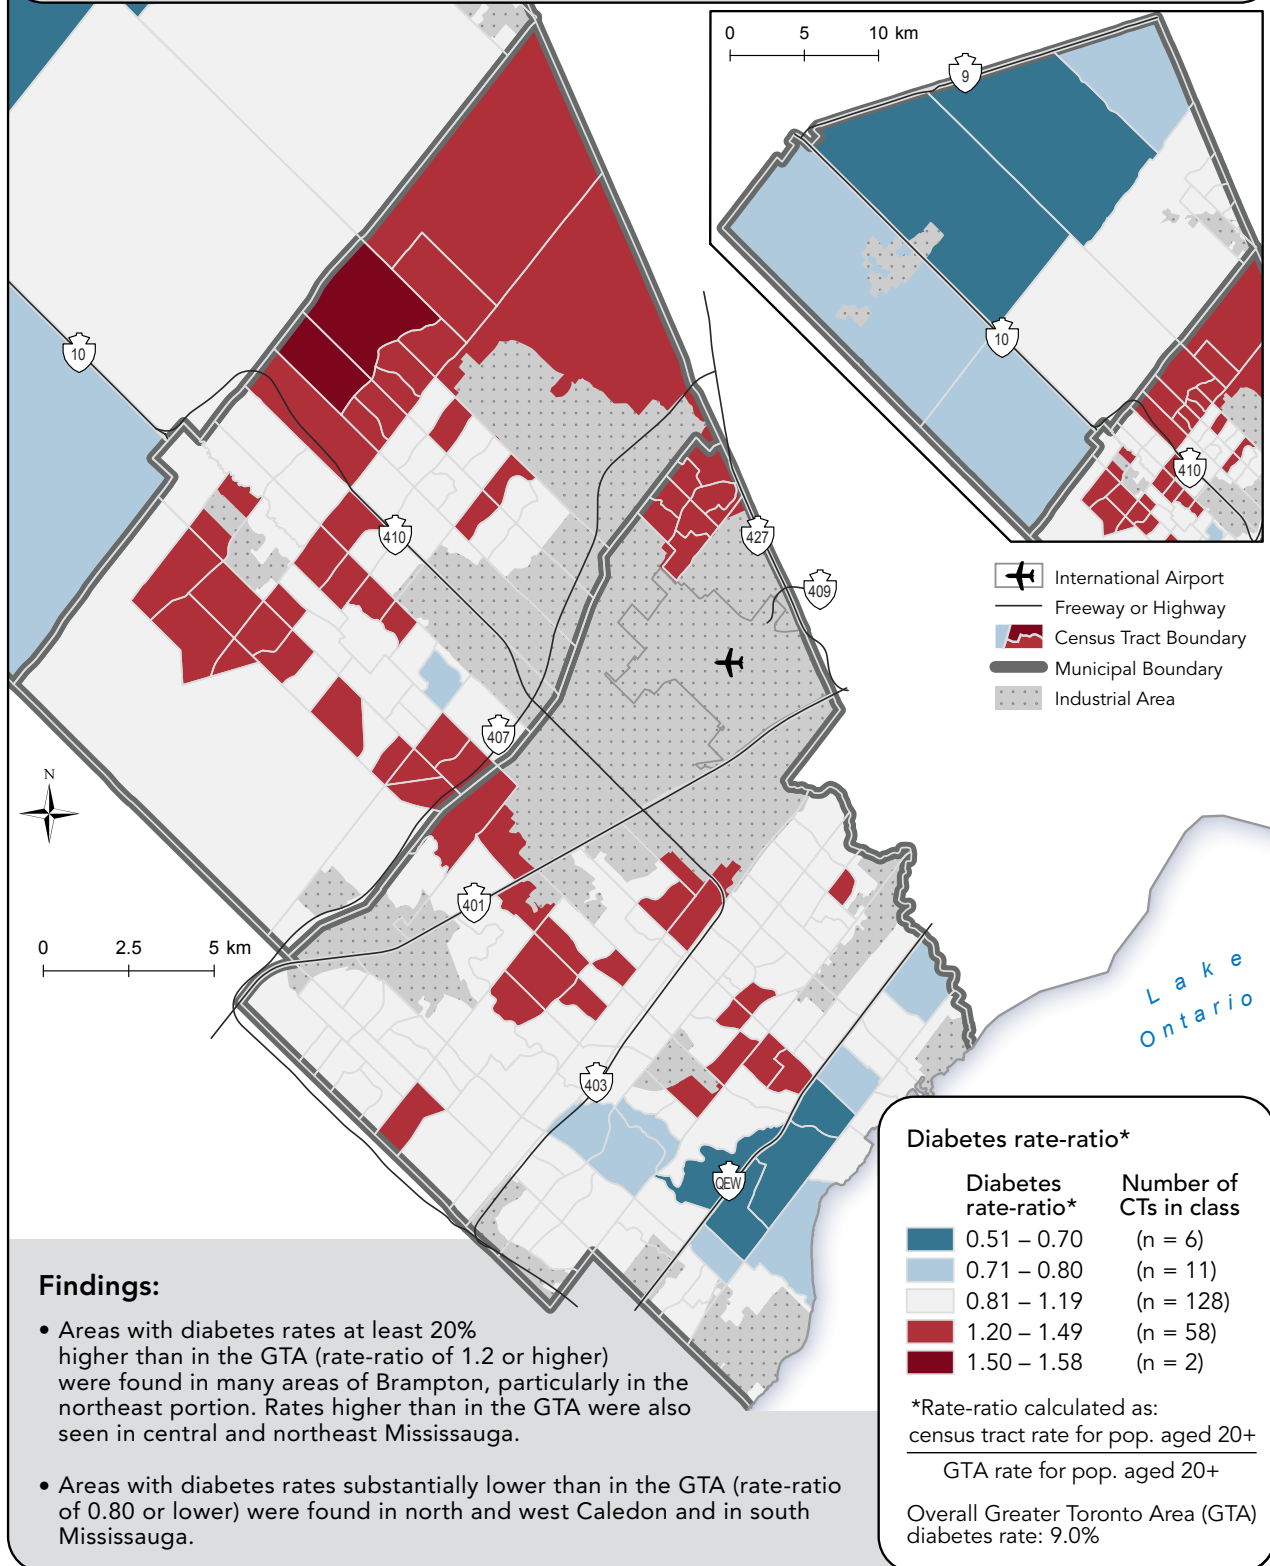 0 5 10 km
9
10
410
10
410
427
409
407
401
403
QEW
International Airport
Freeway or Highway
Census Tract Boundary
Municipal Boundary
Industrial Area
N
0 2.5 5 km
Lake
Ontario
Findings:
• Areas with diabetes rates at least 20%
higher than in the GTA (rate-ratio of 1.2 or higher)
were found in many areas of Brampton, particularly in the
northeast portion. Rates higher than in the GTA were also
seen in central and northeast Mississauga.
• Areas with diabetes rates substantially lower than in the GTA (rate-ratio
of 0.80 or lower) were found in north and west Caledon and in south
Mississauga.
Diabetes rate-ratio*
Diabetes Number of
rate-ratio* CTs in class
0.51 – 0.70 (n = 6)
0.71 – 0.80 (n = 11)
0.81 – 1.19 (n = 128)
1.20 – 1.49 (n = 58)
1.50 – 1.58 (n = 2)
*Rate-ratio calculated as:
census tract rate for pop. aged 20+
GTA rate for pop. aged 20+
Overall Greater Toronto Area (GTA)
diabetes rate: 9.0%